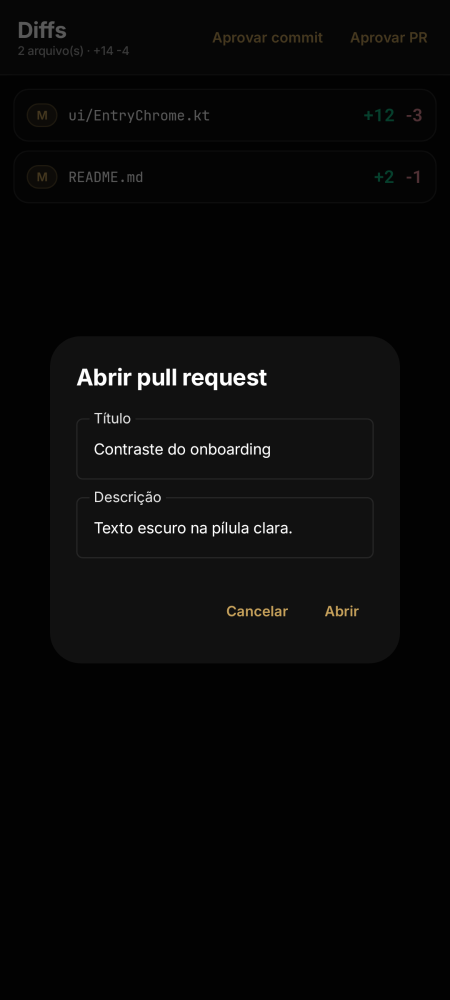 Diffs
2 arquivo(s) · +14 -4
Aprovar commit
Aprovar PR
M ui/EntryChrome.kt +12 -3
M README.md +2 -1
Abrir pull request
Título
Contraste do onboarding
Descrição
Texto escuro na pílula clara.
Cancelar Abrir